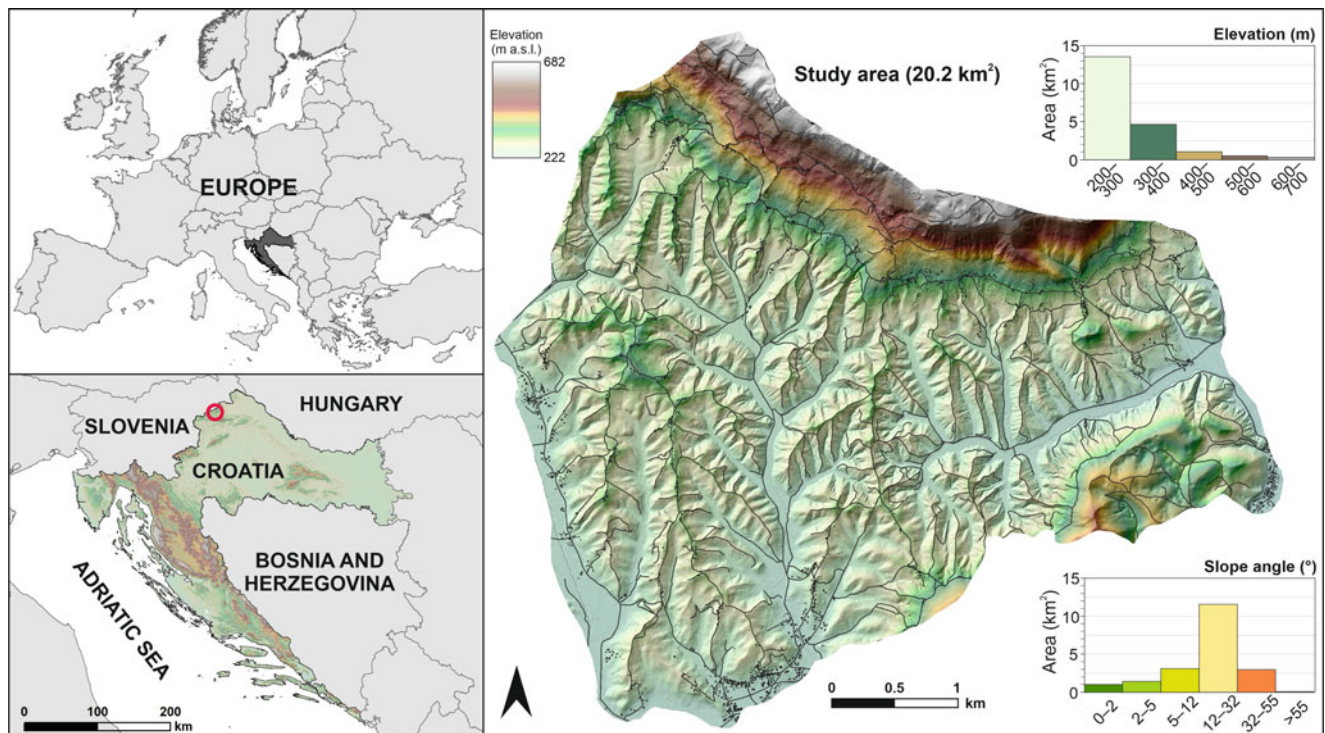 EUROPE
SLOVENIA
HUNGARY
CROATIA
BOSNIA AND
HERZEGOVINA
ADRIATIC SEA
0 100 200
km
Elevation
(m a.s.l.)
682
222
Study area (20.2 km²)
0 0.5 1
km
Elevation (m)
Area (km²)
15
10
5
0
200–300
300–400
400–500
500–600
600–700
Slope angle (º)
Area (km²)
15
10
5
0
0–2
2–5
5–12
12–32
32–55
>55